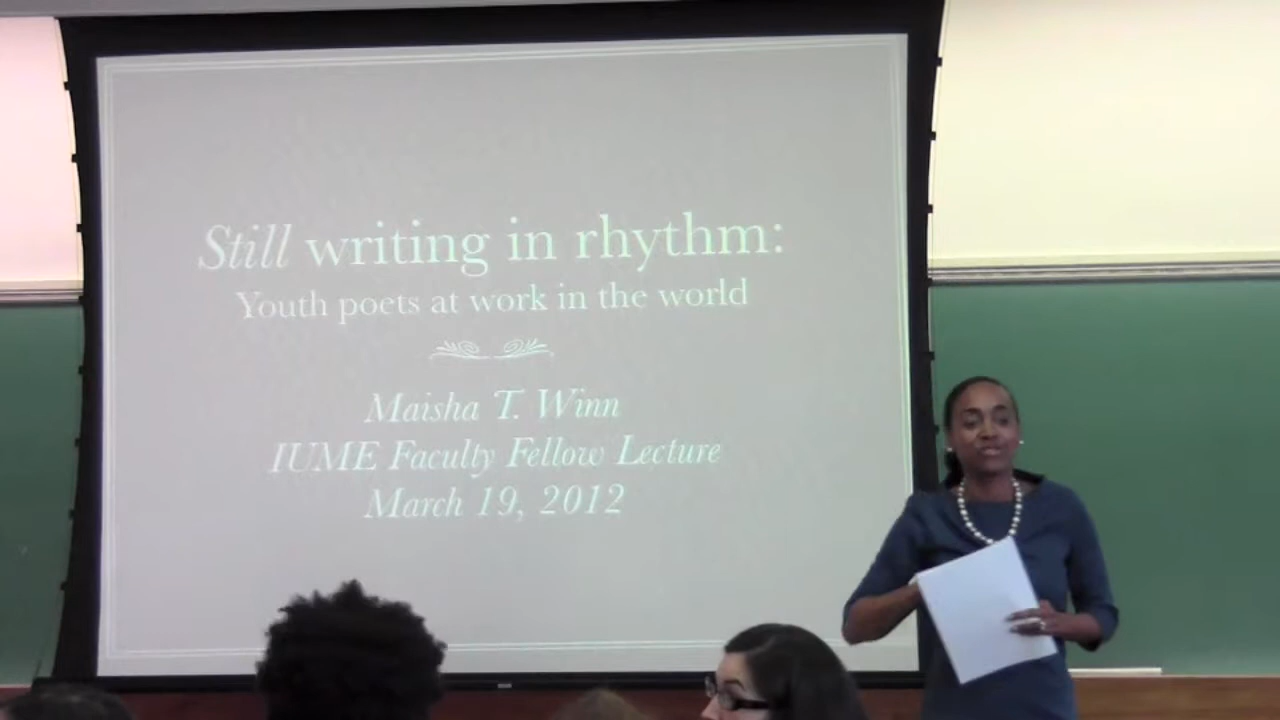 Still writing in rhythm:
Youth poets at work in the world
Maisha T. Winn
IUME Faculty Fellow Lecture
March 19, 2012